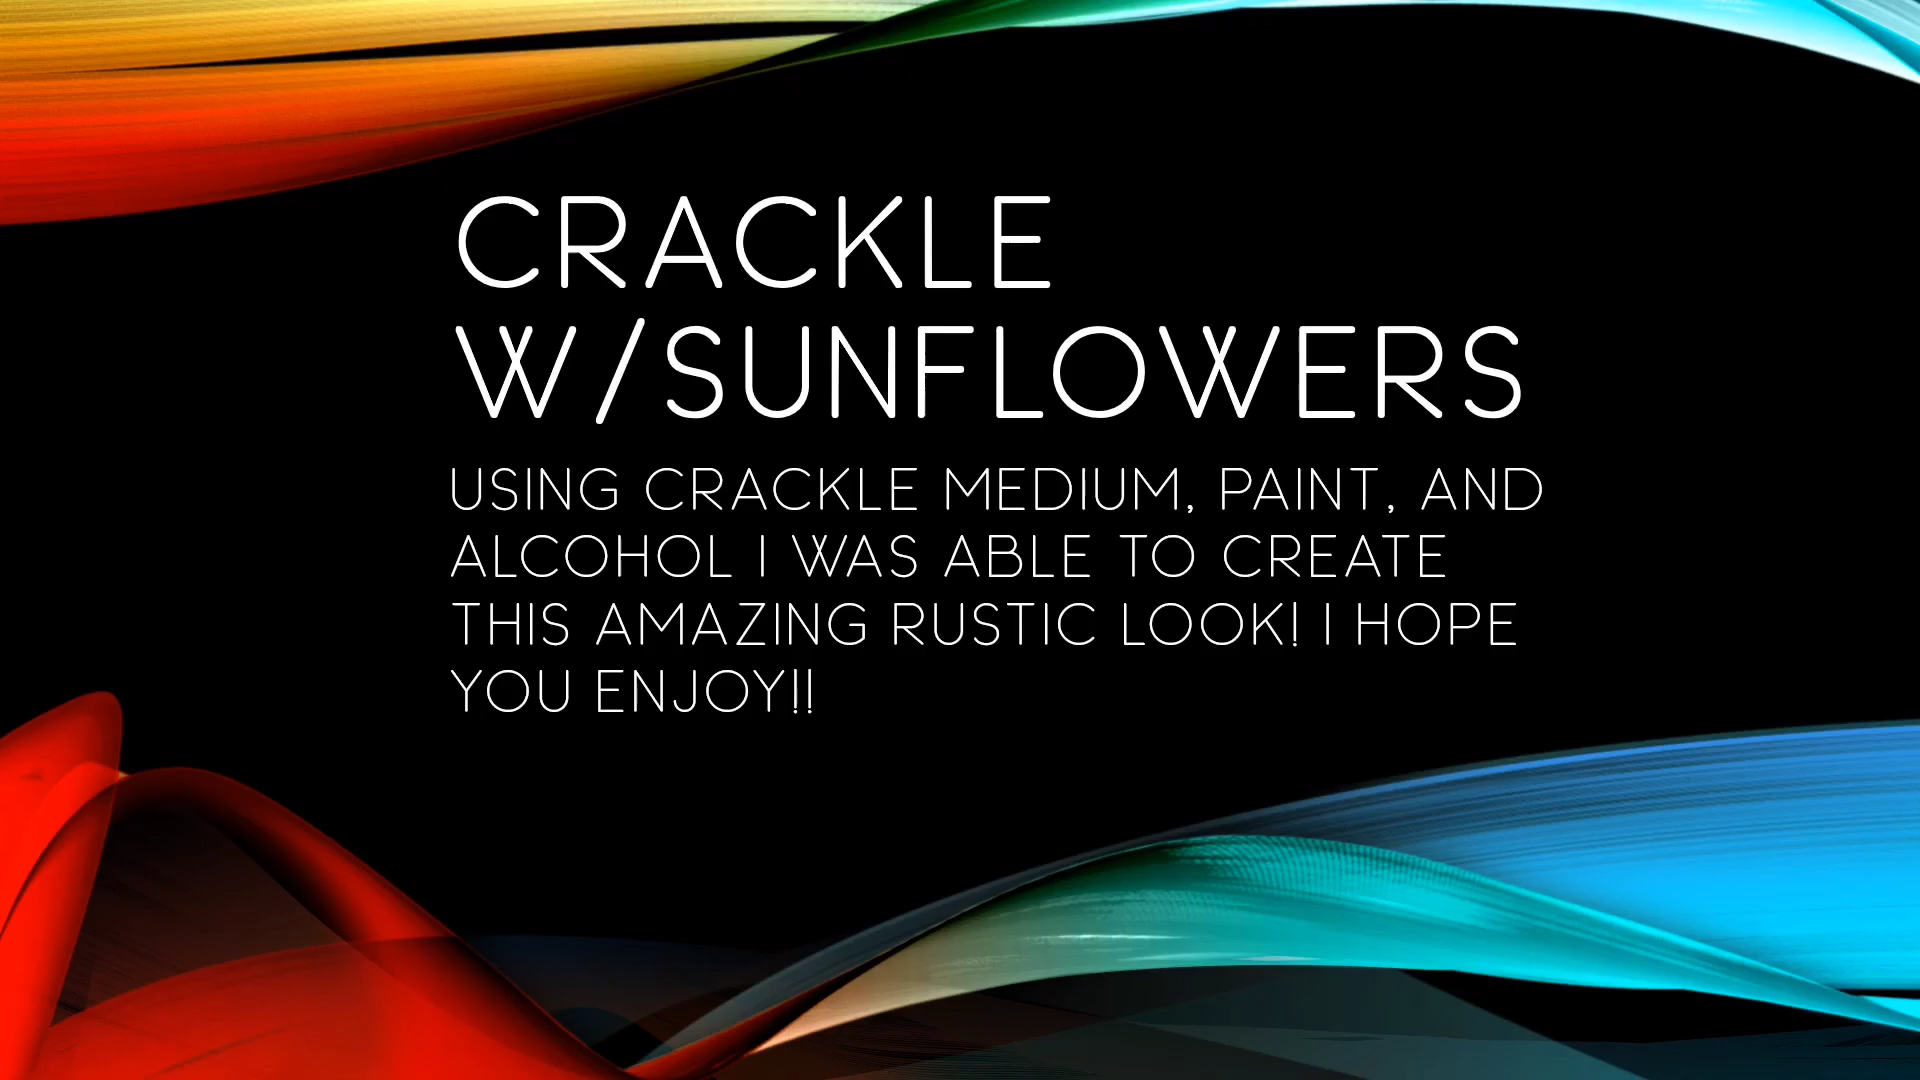 CRACKLE
W/SUNFLOWERS
USING CRACKLE MEDIUM, PAINT, AND
ALCOHOL I WAS ABLE TO CREATE
THIS AMAZING RUSTIC LOOK! I HOPE
YOU ENJOY!!